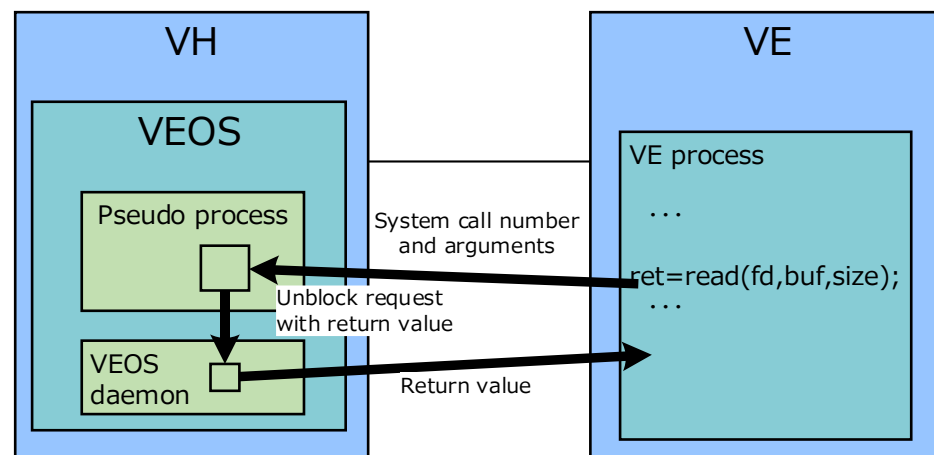 VH
VEOS
Pseudo process
System call number
and arguments
Unblock request
with return value
VEOS
daemon
Return value
VE
VE process
...
ret=read(fd,buf,size);
...